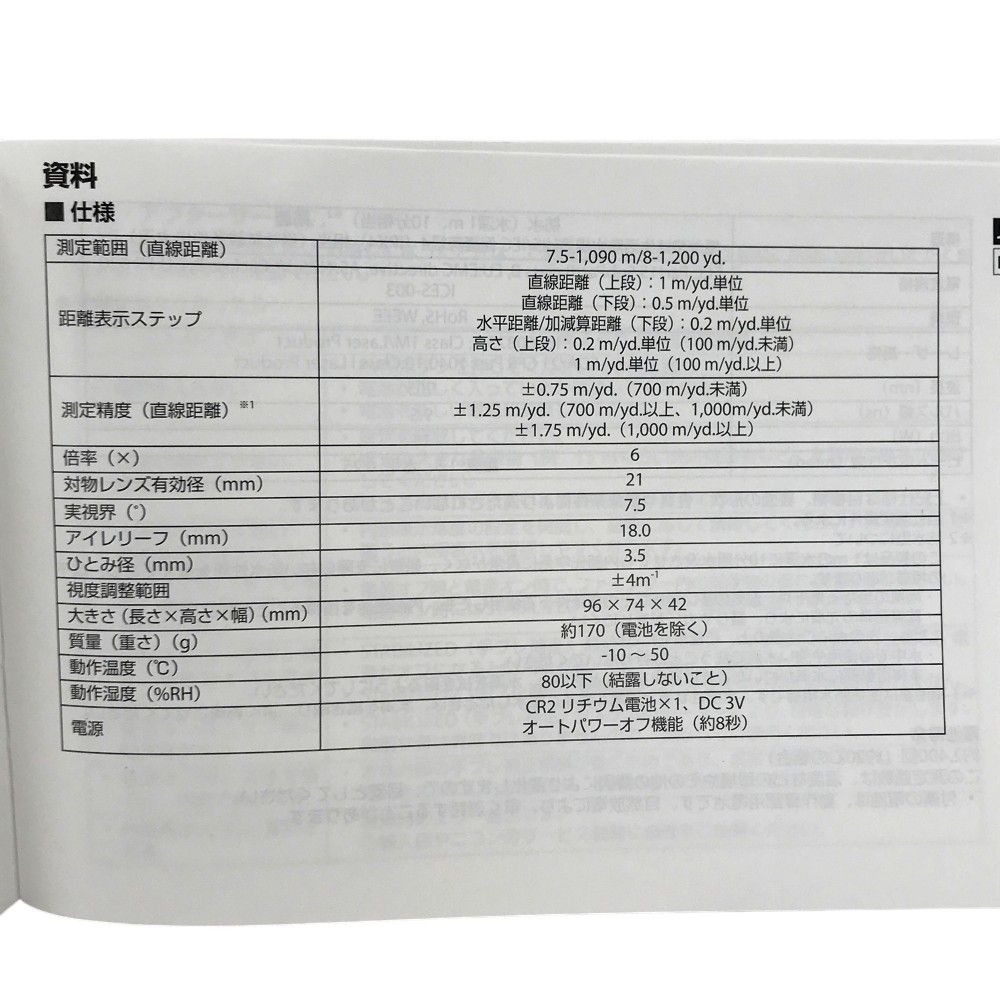 資料
■ 仕様
測定範囲（直線距離） 7.5-1,090 m/8-1,200 yd.
距離表示ステップ
直線距離（上段）：1 m/yd.単位
直線距離（下段）：0.5 m/yd.単位
水平距離/加減算距離（下段）：0.2 m/yd.単位
高さ（上段）：0.2 m/yd.単位（100 m/yd.未満）
1 m/yd.単位（100 m/yd.以上）
測定精度（直線距離）※1
±0.75 m/yd.（700 m/yd.未満）
±1.25 m/yd.（700 m/yd.以上、1,000m/yd.未満）
±1.75 m/yd.（1,000 m/yd.以上）
倍率（×） 6
対物レンズ有効径（mm） 21
実視界（°） 7.5
アイレリーフ（mm） 18.0
ひとみ径（mm） 3.5
視度調整範囲 ±4m-1
大きさ（長さ×高さ×幅）（mm） 96 × 74 × 42
質量（重さ）（g） 約170（電池を除く）
動作温度（℃） -10 ～ 50
動作湿度（%RH） 80以下（結露しないこと）
電源
CR2 リチウム電池×1、DC 3V
オートパワーオフ機能（約8秒）